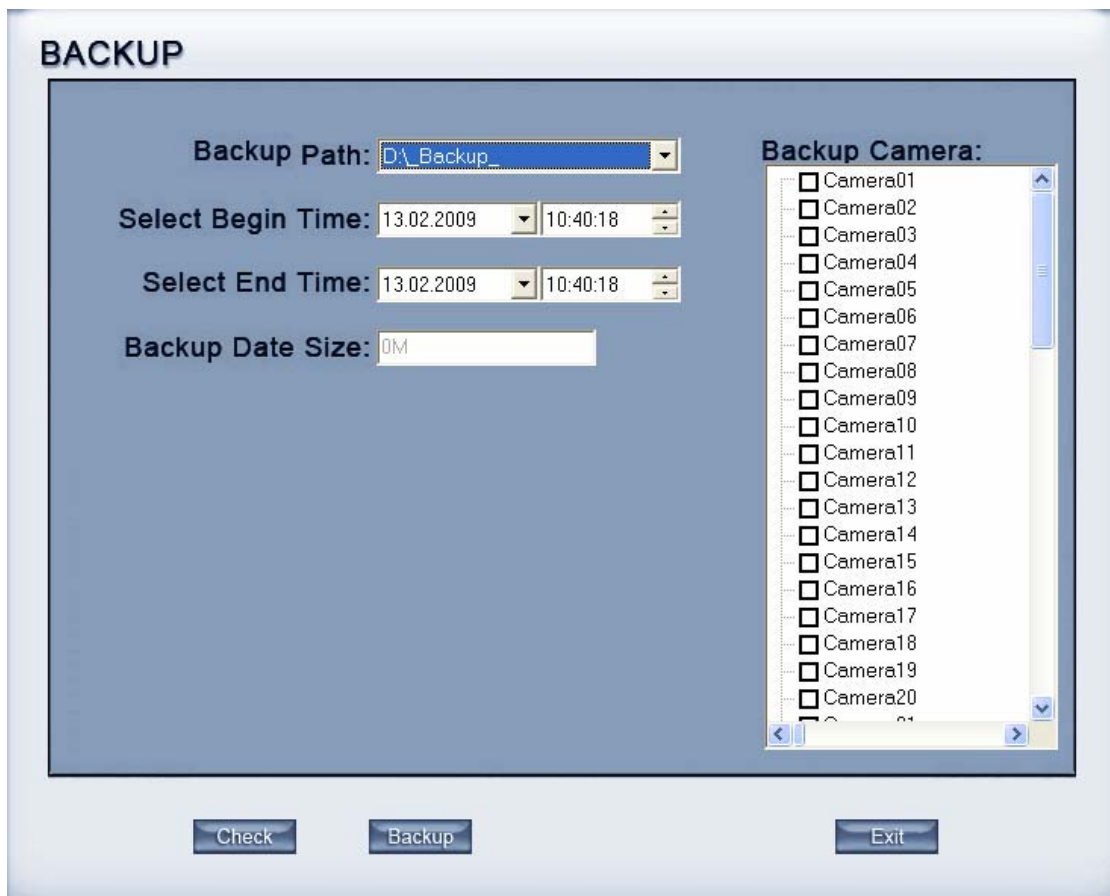 BACKUP
Backup Path: D:\_Backup_
Select Begin Time: 13.02.2009 10:40:18
Select End Time: 13.02.2009 10:40:18
Backup Date Size: 0M
Backup Camera:
Camera01
Camera02
Camera03
Camera04
Camera05
Camera06
Camera07
Camera08
Camera09
Camera10
Camera11
Camera12
Camera13
Camera14
Camera15
Camera16
Camera17
Camera18
Camera19
Camera20
Check Backup Exit